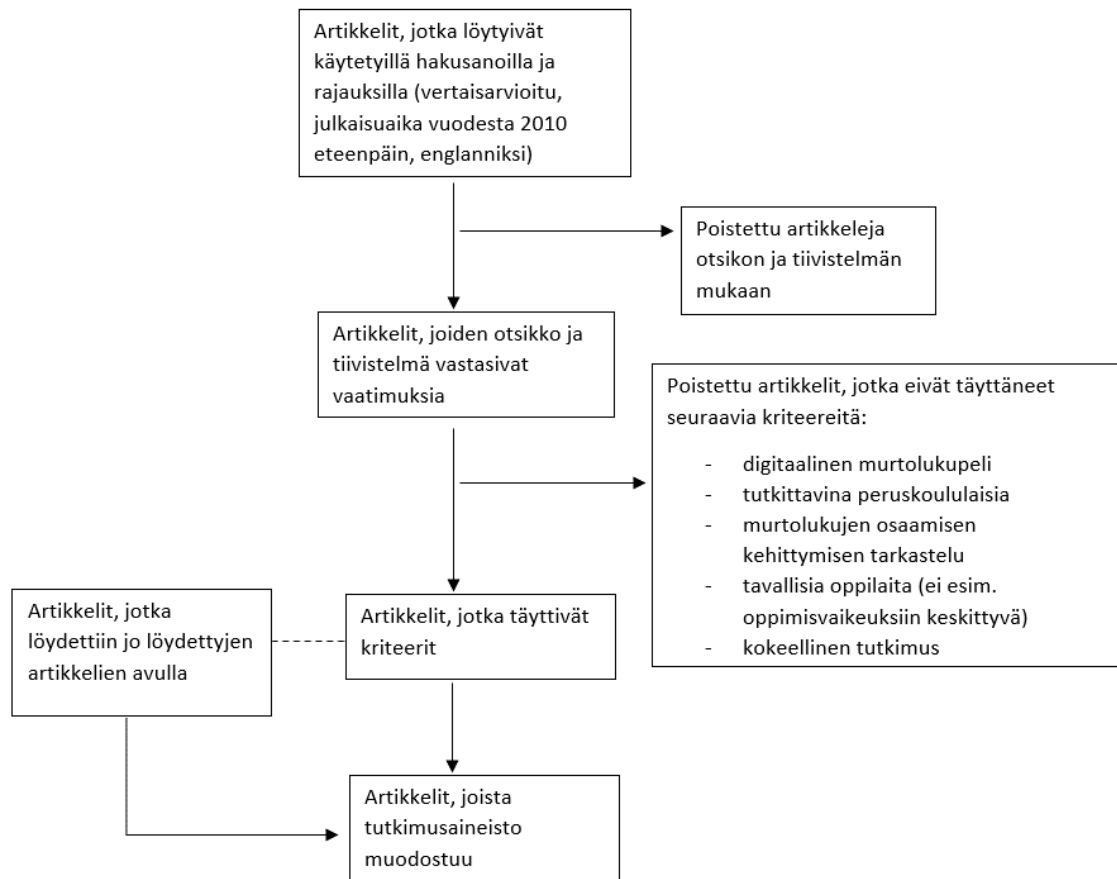 Artikkelit, jotka löytyivät
käytetyillä hakusanoilla ja
rajauksilla (vertaisarvioitu,
julkaisuaika vuodesta 2010
eteenpäin, englanniksi)
Poistettu artikkeleja
otsikon ja tiivistelmän
mukaan
Artikkelit, joiden otsikko ja
tiivistelmä vastasivat
vaatimuksia
Poistettu artikkelit, jotka eivät täyttäneet
seuraavia kriteereitä:
- digitaalinen murtolukupeli
- tutkittavina peruskoululaisia
- murtolukujen osaamisen
kehittymisen tarkastelu
- tavallisia oppilaita (ei esim.
oppimisvaikeuksiin keskittyvä)
- kokeellinen tutkimus
Artikkelit, jotka
löydettiin jo löydettyjen
artikkelien avulla
Artikkelit, jotka täyttivät
kriteerit
Artikkelit, joista
tutkimusaineisto
muodostuu